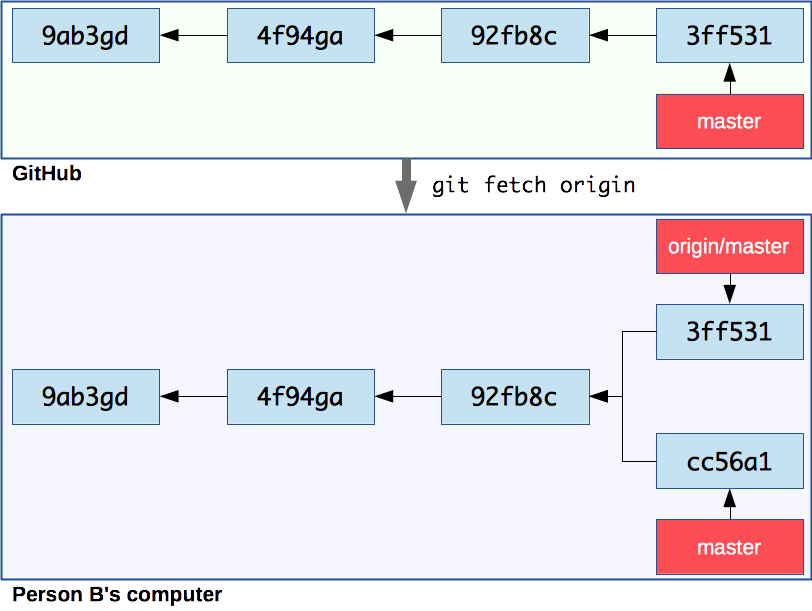 9ab3gd
4f94ga
92fb8c
3ff531
master
GitHub
git fetch origin
origin/master
3ff531
9ab3gd
4f94ga
92fb8c
cc56a1
master
Person B's computer